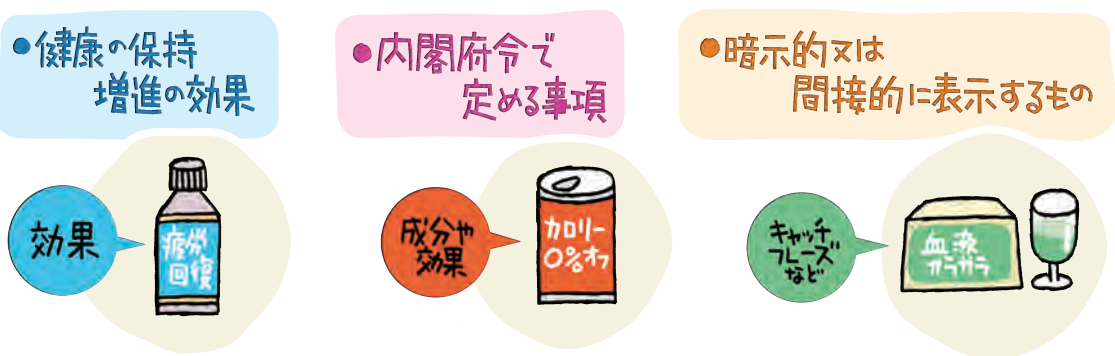 ●健康の保持
増進の効果
●内閣府令で
定める事項
●暗示的又は
間接的に表示するもの
効果
疲労
回復
成分や
効果
カロリー
0%オフ
キャッチ
フレーズ
など
血液
サラサラ